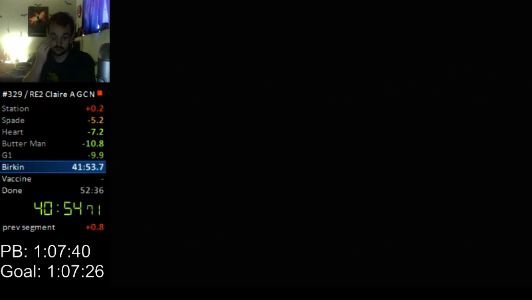 #329 / RE2 Claire A GCN
Station +0.2
Spade -5.2
Heart -7.2
Butter Man -10.8
G1 -9.9
Birkin 41:53.7
Vaccine -
Done 52:36
40:54.71
prev segment +0.8
PB: 1:07:40
Goal: 1:07:26